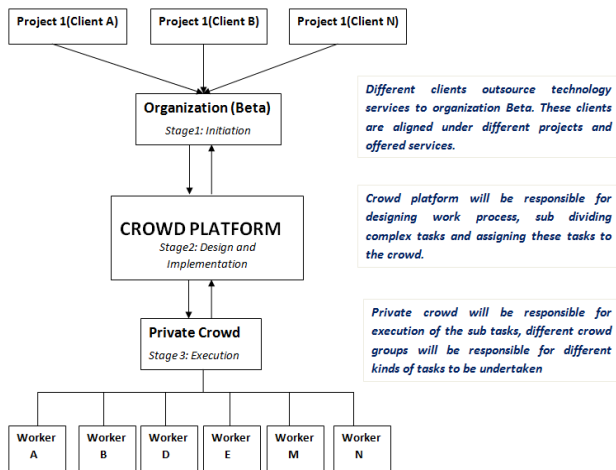 Project 1(Client A)
Project 1(Client B)
Project 1(Client N)
Organization (Beta)
Stage1: Initiation
Different clients outsource technology
services to organization Beta. These clients
are aligned under different projects and
offered services.
CROWD PLATFORM
Stage2: Design and
Implementation
Crowd platform will be responsible for
designing work process, sub dividing
complex tasks and assigning these tasks to
the crowd.
Private Crowd
Stage 3: Execution
Private crowd will be responsible for
execution of the sub tasks, different crowd
groups will be responsible for different
kinds of tasks to be undertaken
Worker
A
Worker
B
Worker
D
Worker
E
Worker
M
Worker
N